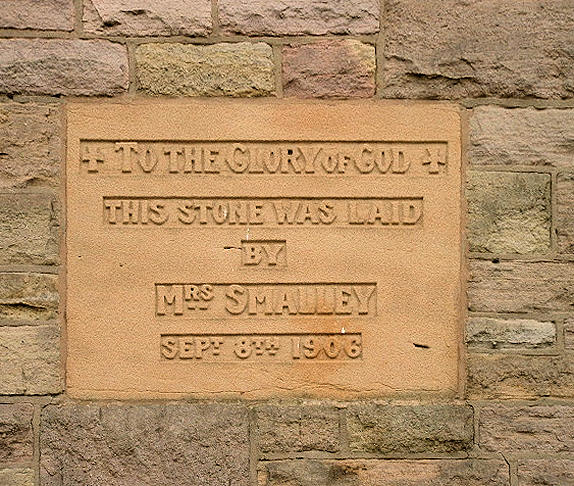 ✝ TO THE GLORY OF GOD ✝
THIS STONE WAS LAID
BY
MRS SMALLEY
SEPT 8TH 1906